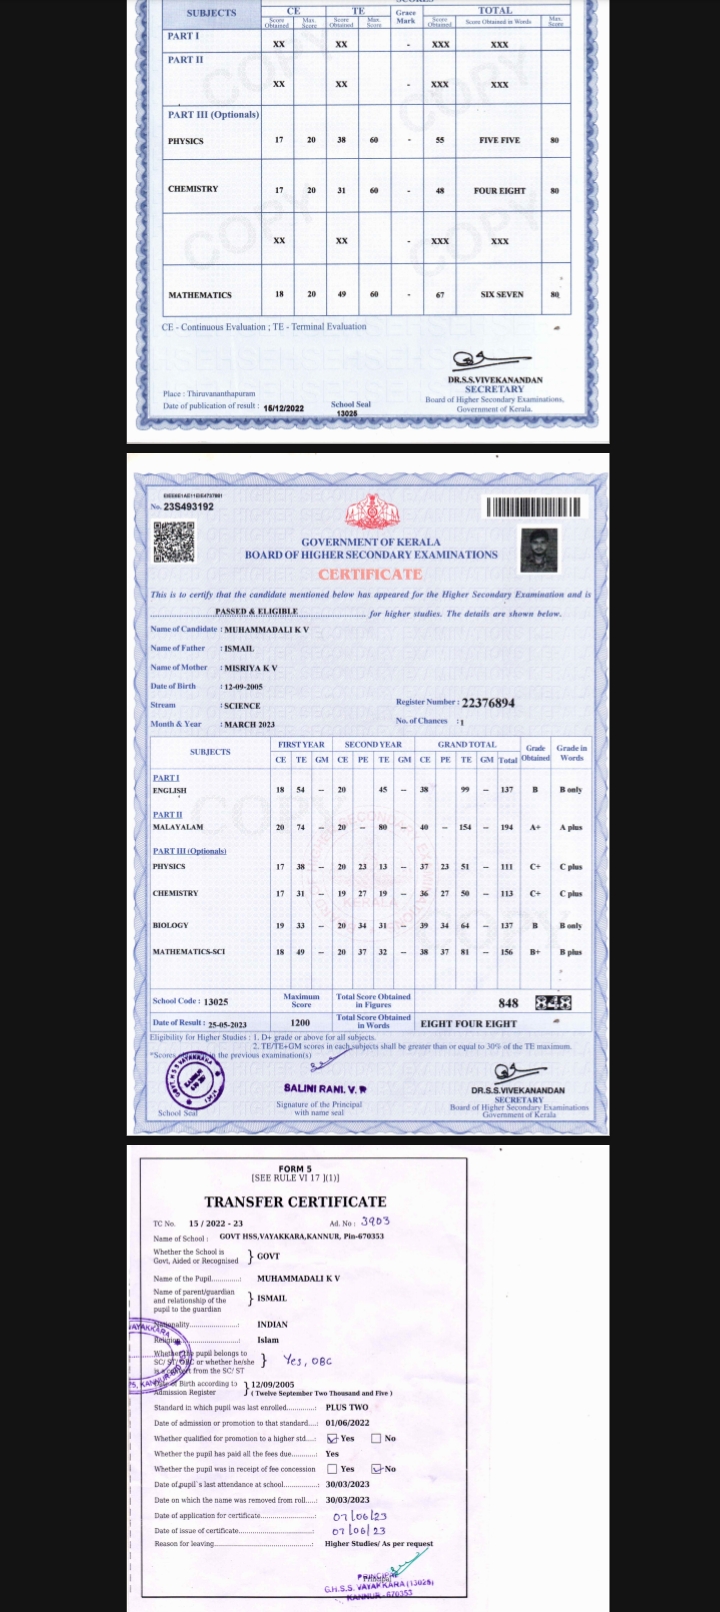 SUBJECTS CE TE Grace Mark TOTAL
Score Obtained Max. Score Score Obtained Max. Score Score Obtained Score Obtained in Words Max. Score
PART I
XX XX - XXX XXX
PART II
XX XX - XXX XXX
PART III (Optionals)
PHYSICS 17 20 38 60 - 55 FIVE FIVE 80
CHEMISTRY 17 20 31 60 - 48 FOUR EIGHT 80
XX XX - XXX XXX
MATHEMATICS 18 20 49 60 - 67 SIX SEVEN 80
CE - Continuous Evaluation ; TE - Terminal Evaluation
DR.S.S.VIVEKANANDAN
SECRETARY
Place : Thiruvananthapuram
Board of Higher Secondary Examinations,
Date of publication of result : 15/12/2022 School Seal
Government of Kerala.
13025
No. 23S493192
GOVERNMENT OF KERALA
BOARD OF HIGHER SECONDARY EXAMINATIONS
CERTIFICATE
This is to certify that the candidate mentioned below has appeared for the Higher Secondary Examination and is
PASSED & ELIGIBLE for higher studies. The details are shown below.
Name of Candidate : MUHAMMADALI K V
Name of Father : ISMAIL
Name of Mother : MISRIYA K V
Date of Birth : 12-09-2005
Stream : SCIENCE Register Number : 22376894
Month & Year : MARCH 2023 No. of Chances : 1
SUBJECTS FIRST YEAR SECOND YEAR GRAND TOTAL Grade Obtained Grade in Words
CE TE GM CE PE TE GM CE PE TE GM Total
PART I
ENGLISH 18 54 – 20 45 – 38 99 – 137 B B only
PART II
MALAYALAM 20 74 – 20 – 80 – 40 – 154 – 194 A+ A plus
PART III (Optionals)
PHYSICS 17 38 – 20 23 13 – 37 23 51 – 111 C+ C plus
CHEMISTRY 17 31 – 19 27 19 – 36 27 50 – 113 C+ C plus
BIOLOGY 19 33 – 20 34 31 – 39 34 64 – 137 B B only
MATHEMATICS-SCI 18 49 – 20 37 32 – 38 37 81 – 156 B+ B plus
School Code : 13025 Maximum Score Total Score Obtained in Figures 848 848
Date of Result : 25-05-2023 1200 Total Score Obtained in Words EIGHT FOUR EIGHT
Eligibility for Higher Studies : 1. D+ grade or above for all subjects.
2. TE/TE+GM scores in each subjects shall be greater than or equal to 30% of the TE maximum.
*Scores in the previous examination(s)
SALINI RANI. V. P
DR.S.S.VIVEKANANDAN
SECRETARY
Signature of the Principal
Board of Higher Secondary Examinations
School Seal with name seal
Government of Kerala
FORM 5
[SEE RULE VI 17 ](1)]
TRANSFER CERTIFICATE
TC No. 15 / 2022 - 23 Ad. No : 3903
Name of School : GOVT HSS,VAYAKKARA,KANNUR, Pin-670353
Whether the School is
Govt, Aided or Recognised } GOVT
Name of the Pupil..............: MUHAMMADALI K V
Name of parent/guardian
and relationship of the } ISMAIL
pupil to the guardian
Nationality......................: INDIAN
Religion.........................: Islam
Whether the pupil belongs to
SC/ ST/ OBC or whether he/she } Yes, OBC
is a convert from the SC/ ST
Date of Birth according to } 12/09/2005
Admission Register ( Twelve September Two Thousand and Five )
Standard in which pupil was last enrolled..............: PLUS TWO
Date of admission or promotion to that standard....: 01/06/2022
Whether qualified for promotion to a higher std....: Yes No
Whether the pupil has paid all the fees due............: Yes
Whether the pupil was in receipt of fee concession Yes No
Date of pupil's last attendance at school................: 30/03/2023
Date on which the name was removed from roll.....: 30/03/2023
Date of application for certificate.......................: 07/06/23
Date of issue of certificate................................: 07/06/23
Reason for leaving..........................................: Higher Studies/ As per request
PRINCIPAL
G.H.S.S. VAYAKKARA (13025)
KANNUR - 670353